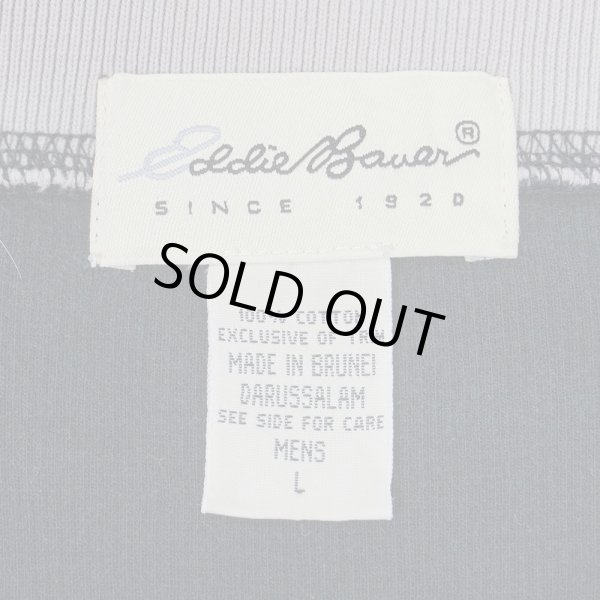 Eddie Bauer ®
SINCE 1920
SOLD OUT
100% COTTON
EXCLUSIVE OF TRIM
MADE IN BRUNEI
DARUSSALAM
SEE SIDE FOR CARE
MENS
L